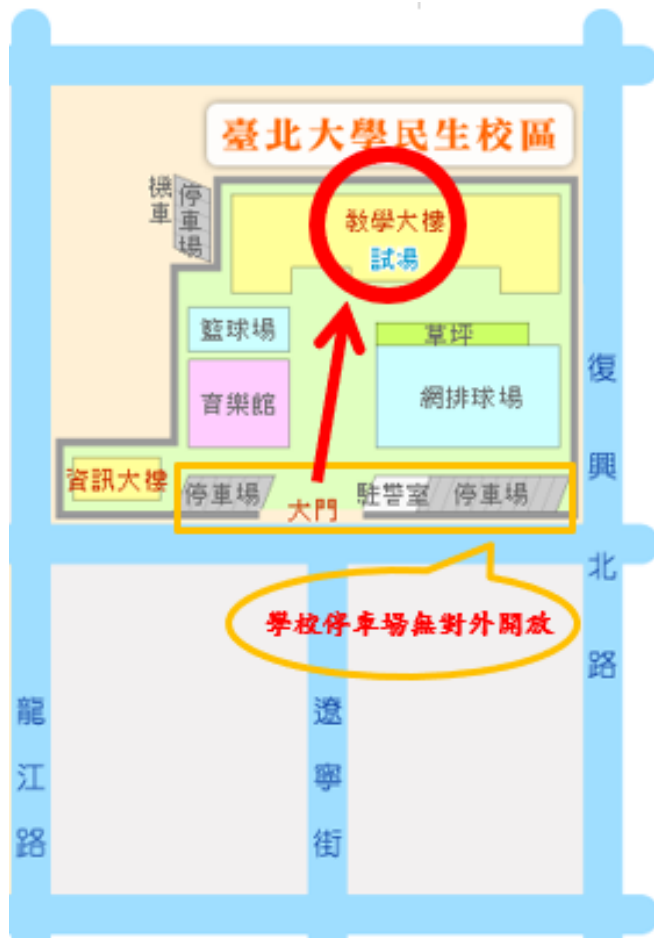 臺北大學民生校區
機車
停車場
教學大樓
試場
籃球場
草坪
音樂館
網排球場
資訊大樓
停車場
大門
駐警室
停車場
學校停車場無對外開放
復興北路
龍江路
遼寧街